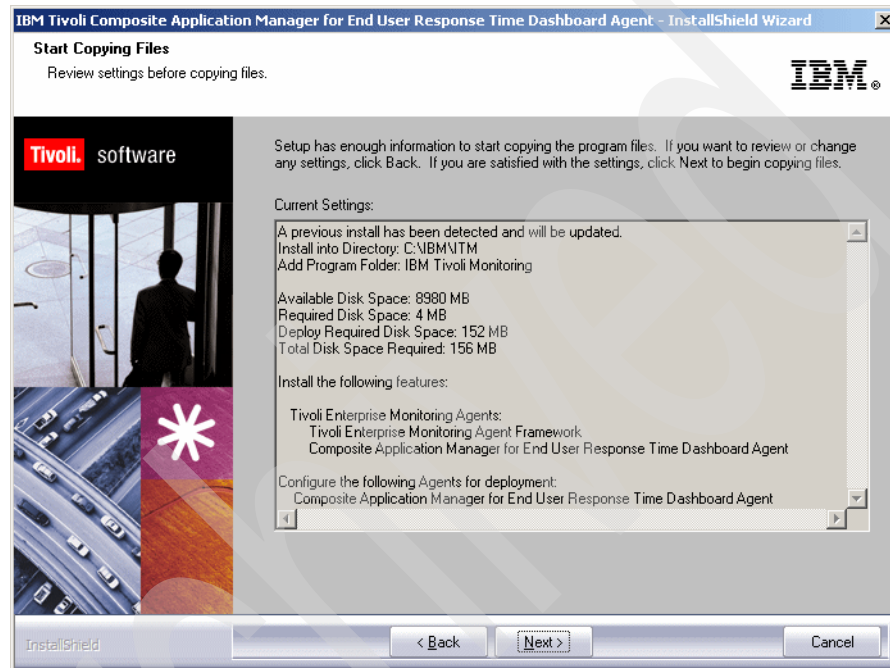 IBM Tivoli Composite Application Manager for End User Response Time Dashboard Agent - InstallShield Wizard
Start Copying Files
Review settings before copying files.
IBM®
Tivoli. software
Setup has enough information to start copying the program files. If you want to review or change
any settings, click Back. If you are satisfied with the settings, click Next to begin copying files.
Current Settings:
A previous install has been detected and will be updated.
Install into Directory: C:\IBM\ITM
Add Program Folder: IBM Tivoli Monitoring
Available Disk Space: 8980 MB
Required Disk Space: 4 MB
Deploy Required Disk Space: 152 MB
Total Disk Space Required: 156 MB
Install the following features:
Tivoli Enterprise Monitoring Agents:
Tivoli Enterprise Monitoring Agent Framework
Composite Application Manager for End User Response Time Dashboard Agent
Configure the following Agents for deployment:
Composite Application Manager for End User Response Time Dashboard Agent
InstallShield
< Back
Next >
Cancel